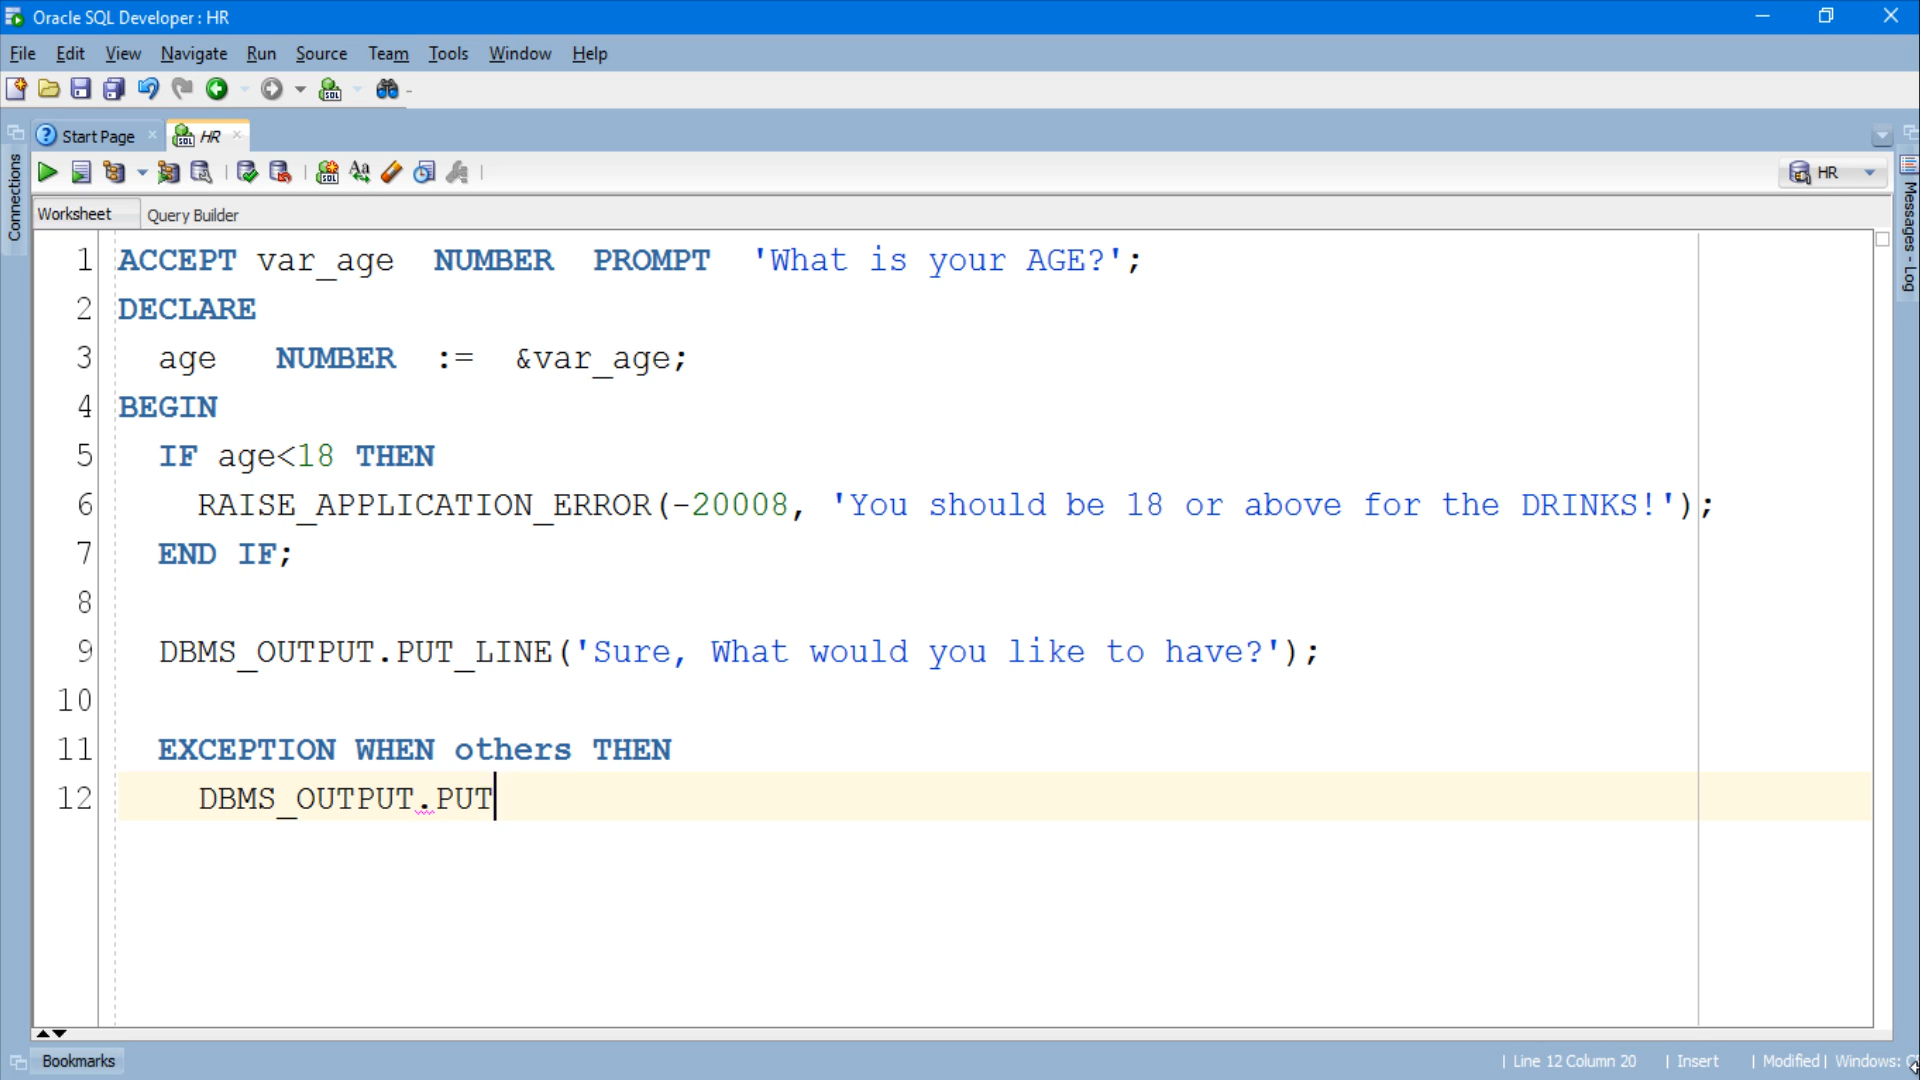 Oracle SQL Developer : HR
File Edit View Navigate Run Source Team Tools Window Help
SQL
Start Page
SQL HR
SQL Aa
HR
Connections
Messages - Log
Worksheet Query Builder
1 ACCEPT var_age NUMBER PROMPT 'What is your AGE?';
2 DECLARE
3 age NUMBER := &var_age;
4 BEGIN
5 IF age<18 THEN
6 RAISE_APPLICATION_ERROR(-20008, 'You should be 18 or above for the DRINKS!');
7 END IF;
8
9 DBMS_OUTPUT.PUT_LINE('Sure, What would you like to have?');
10
11 EXCEPTION WHEN others THEN
12 DBMS_OUTPUT.PUT
Bookmarks
| Line 12 Column 20 | Insert | Modified | Windows: